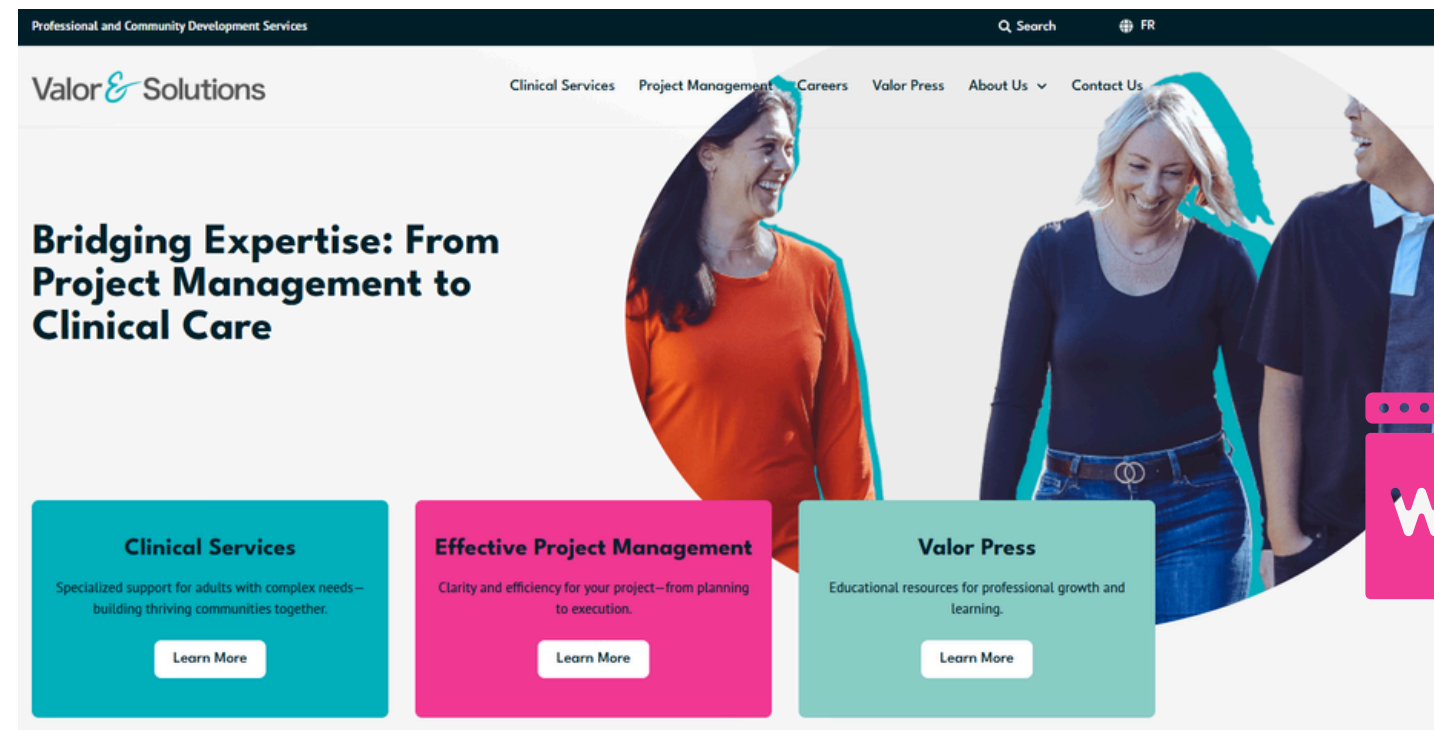 Professional and Community Development Services
Search
FR
Valor & Solutions
Clinical Services
Project Management
Careers
Valor Press
About Us
Contact Us
Bridging Expertise: From
Project Management to
Clinical Care
Clinical Services
Specialized support for adults with complex needs—
building thriving communities together.
Learn More
Effective Project Management
Clarity and efficiency for your project—from planning
to execution.
Learn More
Valor Press
Educational resources for professional growth and
learning.
Learn More